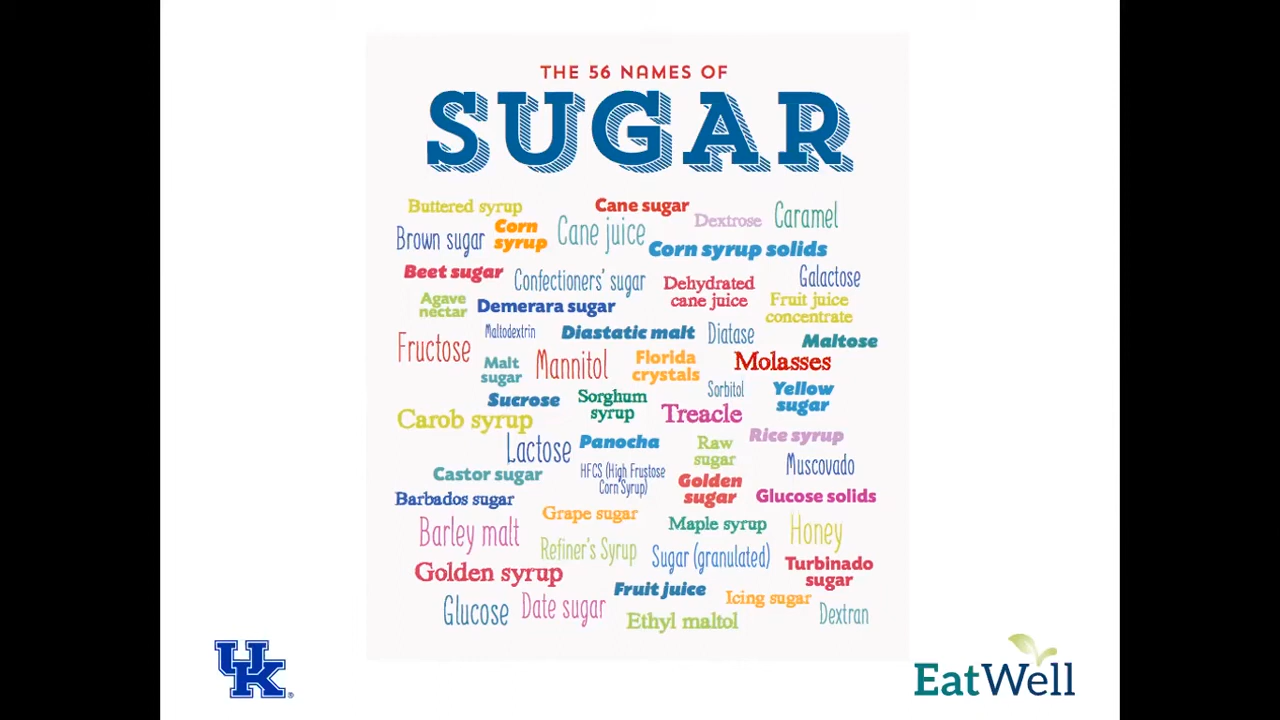 THE 56 NAMES OF
SUGAR
Buttered syrup
Cane sugar
Dextrose
Caramel
Brown sugar
Corn
syrup
Cane juice
Corn syrup solids
Beet sugar
Confectioners' sugar
Dehydrated
cane juice
Galactose
Agave
nectar
Demerara sugar
Fruit juice
concentrate
Fructose
Maltodextrin
Diastatic malt
Diatase
Maltose
Malt
sugar
Mannitol
Florida
crystals
Molasses
Sucrose
Sorghum
syrup
Sorbitol
Yellow
sugar
Carob syrup
Treacle
Lactose
Panocha
Raw
sugar
Rice syrup
Castor sugar
HFCS (High Frustose
Corn Syrup)
Golden
sugar
Muscovado
Barbados sugar
Glucose solids
Grape sugar
Barley malt
Maple syrup
Honey
Refiner's Syrup
Sugar (granulated)
Turbinado
sugar
Golden syrup
Fruit juice
Icing sugar
Glucose
Date sugar
Ethyl maltol
Dextran
UK
EatWell